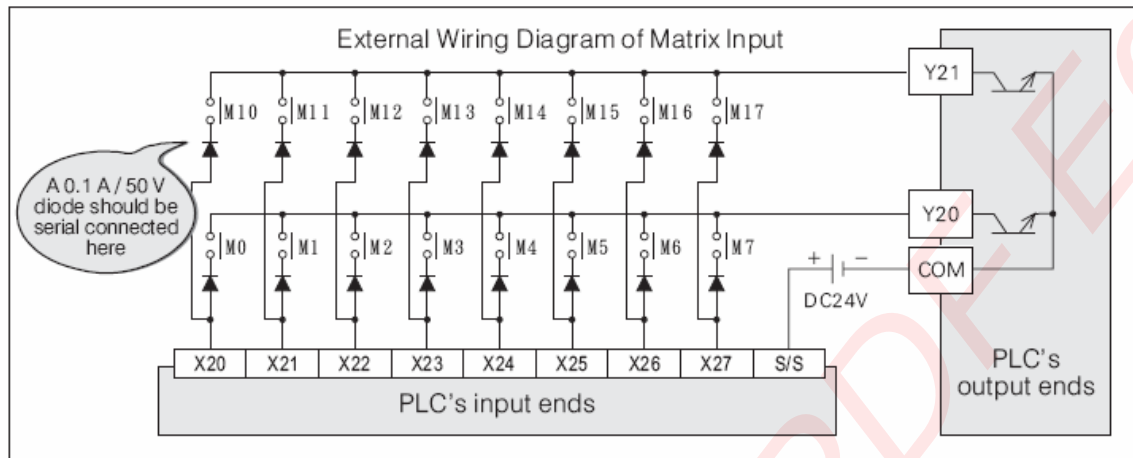 External Wiring Diagram of Matrix Input
Y21
M10 M11 M12 M13 M14 M15 M16 M17
A 0.1 A / 50 V
diode should be
serial connected
here
Y20
M0 M1 M2 M3 M4 M5 M6 M7
+ −
COM
DC24V
X20 X21 X22 X23 X24 X25 X26 X27 S/S
PLC's input ends
PLC's
output ends